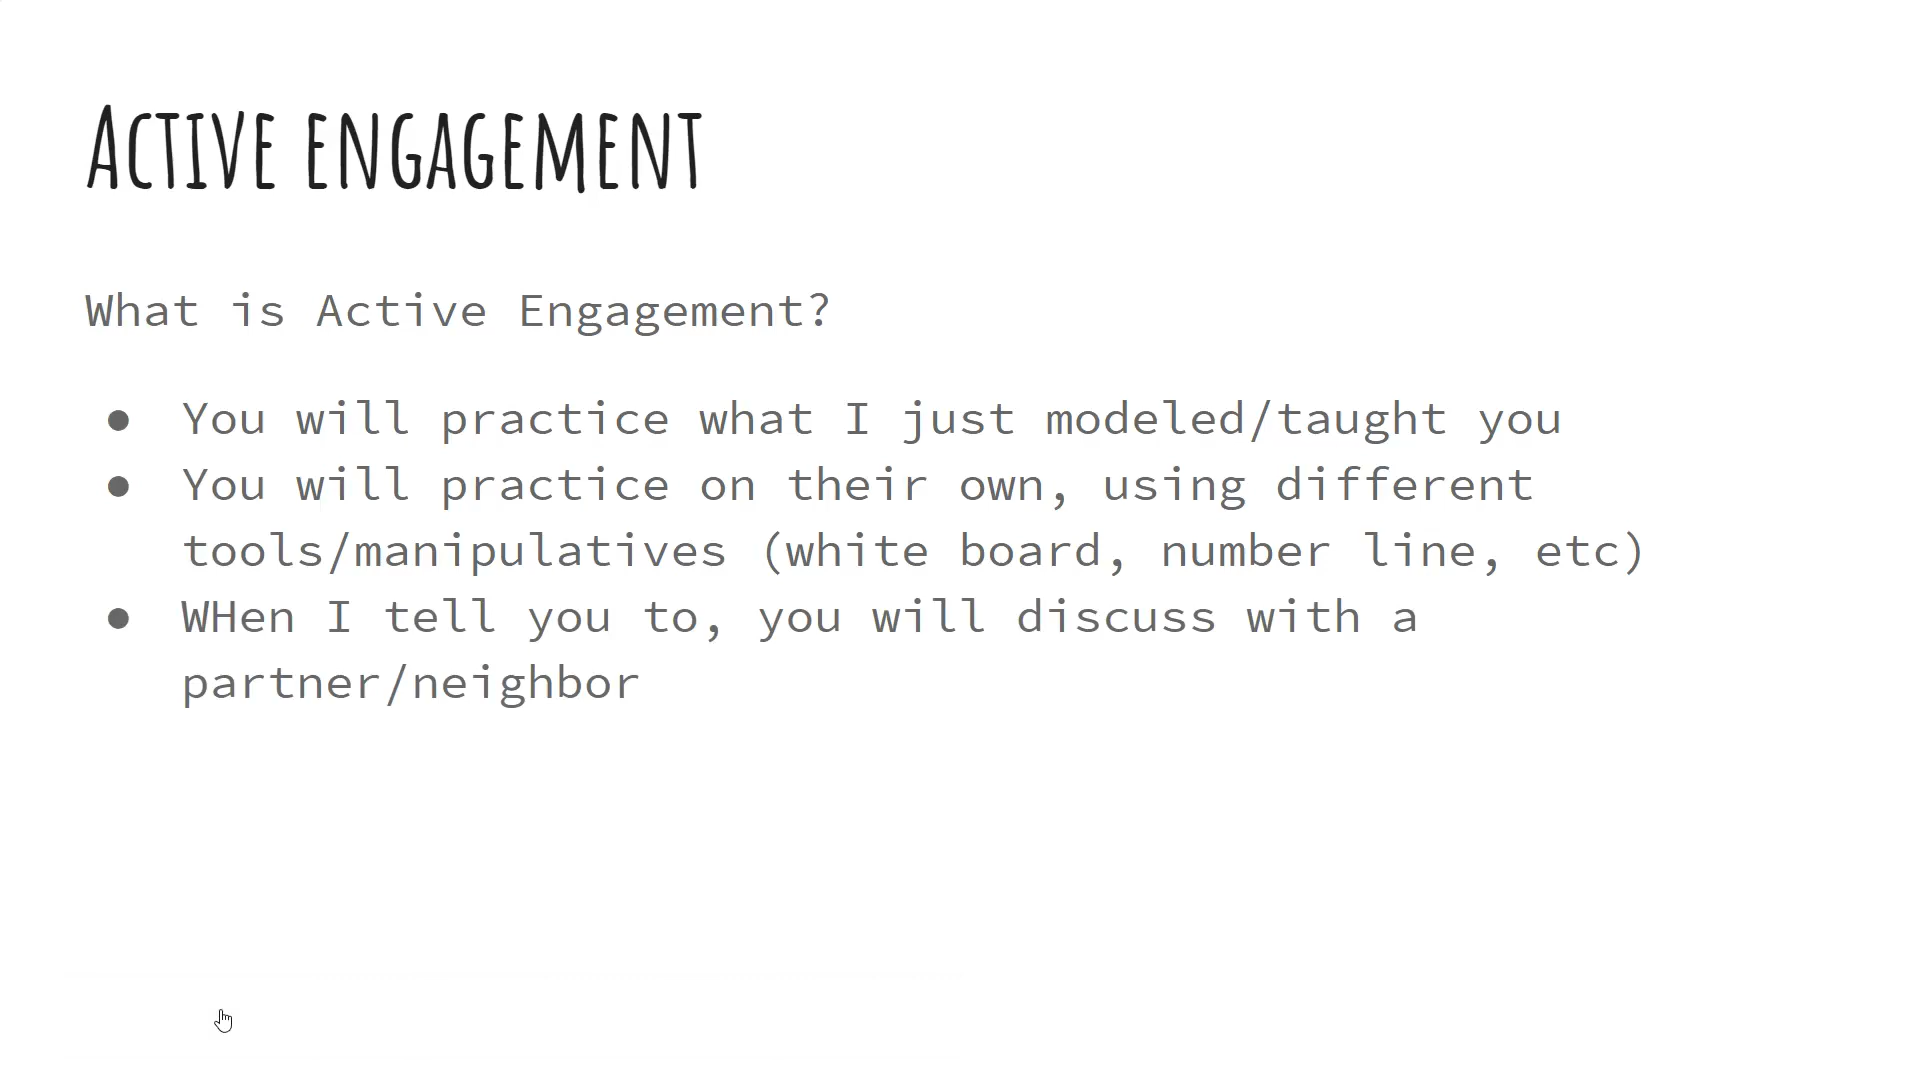 Active engagement
What is Active Engagement?
● You will practice what I just modeled/taught you
● You will practice on their own, using different
tools/manipulatives (white board, number line, etc)
● WHen I tell you to, you will discuss with a
partner/neighbor